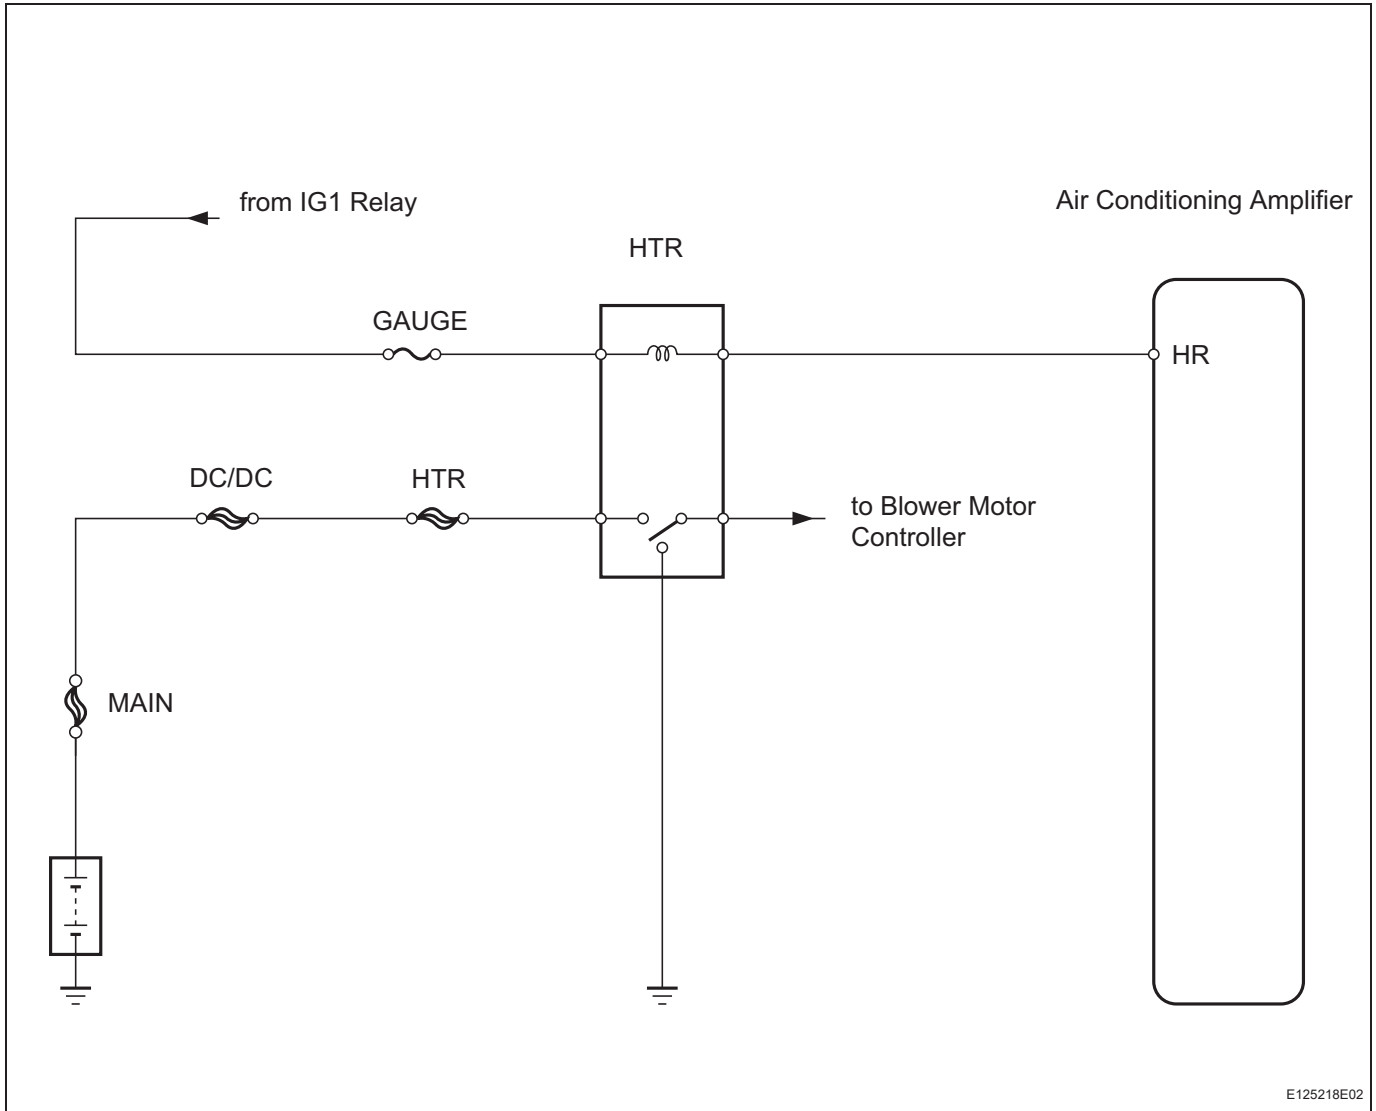 from IG1 Relay
Air Conditioning Amplifier
HTR
GAUGE
HR
DC/DC
HTR
to Blower Motor
Controller
MAIN
E125218E02